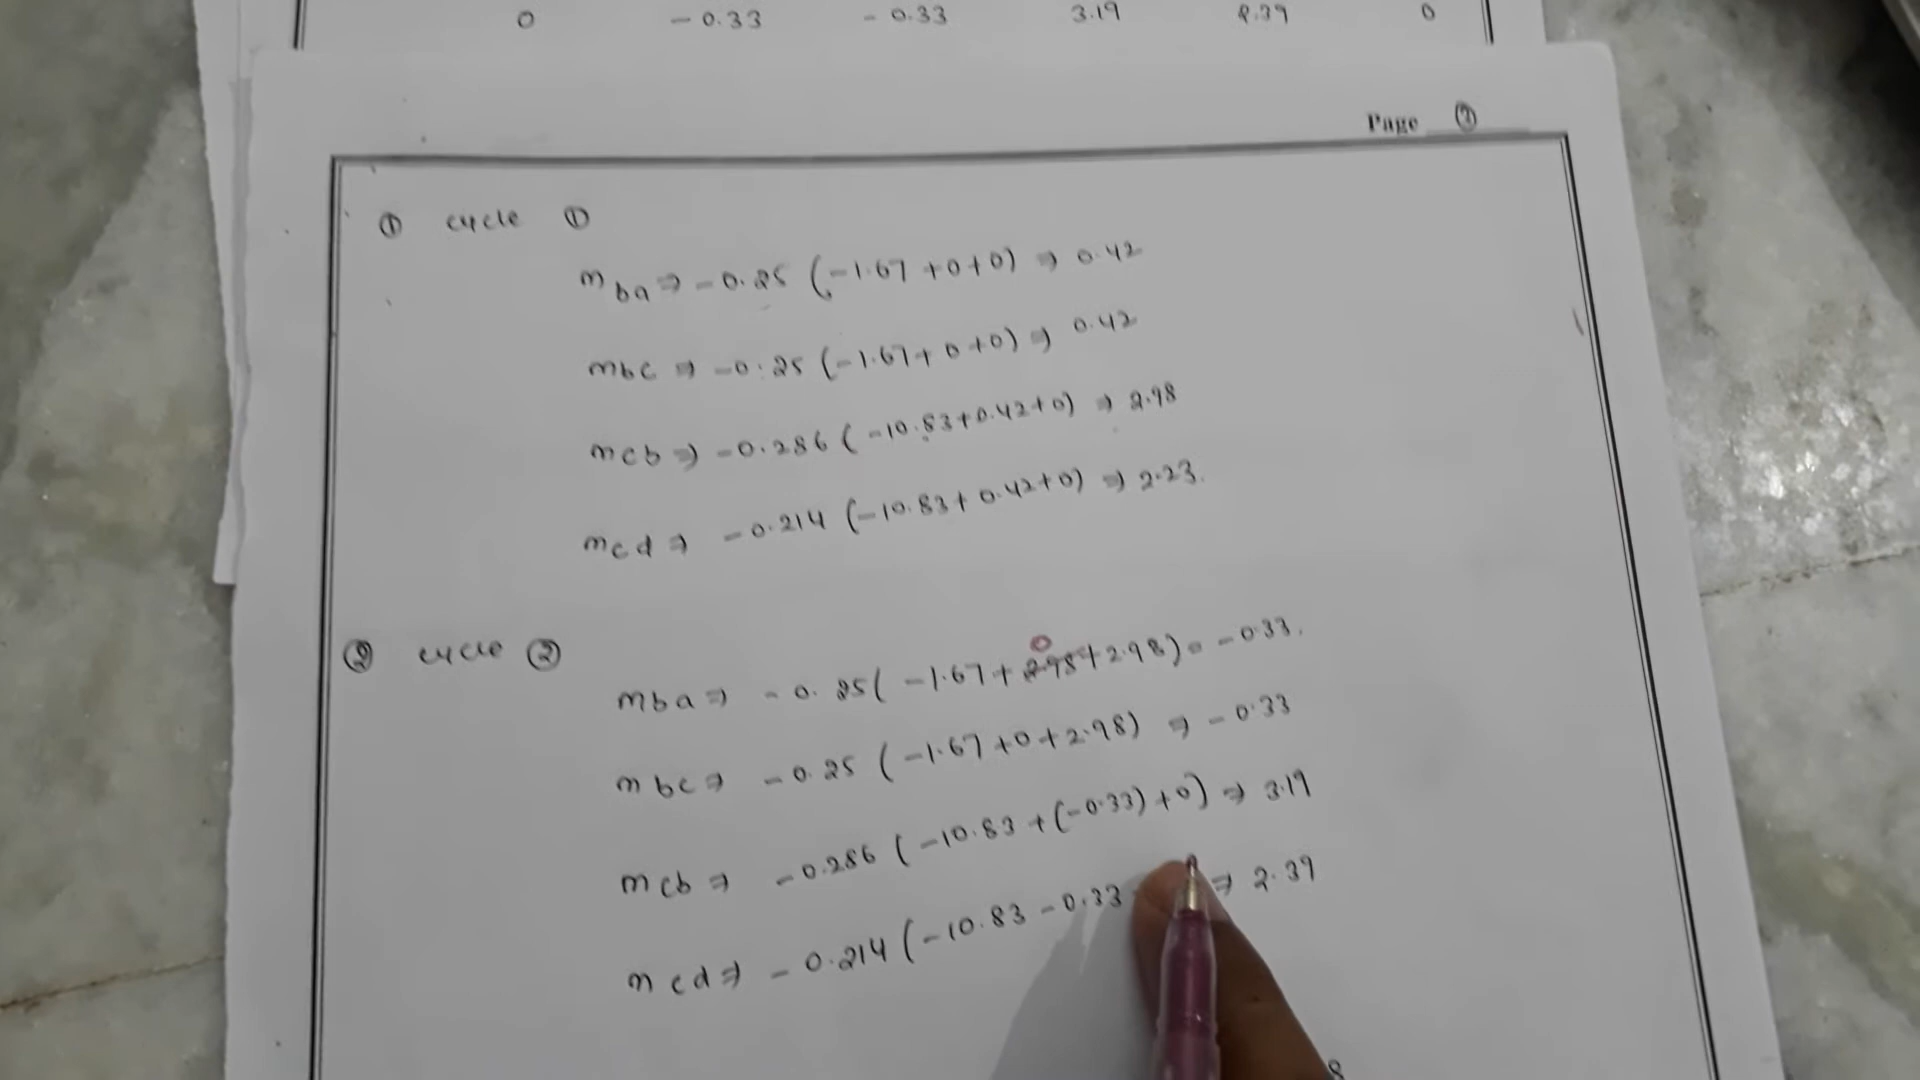 0 -0.33 -0.33 3.19 2.39 0
Page ⑦
① cycle ①
mba ⇒ -0.25 (-1.67 +0+0) ⇒ 0.42
mbc ⇒ -0.25 (-1.67+ 0 +0) ⇒ 0.42
mcb ⇒ -0.286 ( -10.83+0.42+0) ⇒ 2.98
mcd ⇒ -0.214 (-10.83+ 0.42+0) ⇒ 2.23.
② cycle ②
0
mba ⇒ -0.25( -1.67+ 2.98+2.98) = -0.33.
mbc ⇒ -0.25 (-1.67 +0+2.98) ⇒ -0.33
mcb ⇒ -0.286 ( -10.83 +(-0.33) +0) ⇒ 3.19
mcd ⇒ -0.214 (-10.83 -0.33 ⇒ 2.39
8